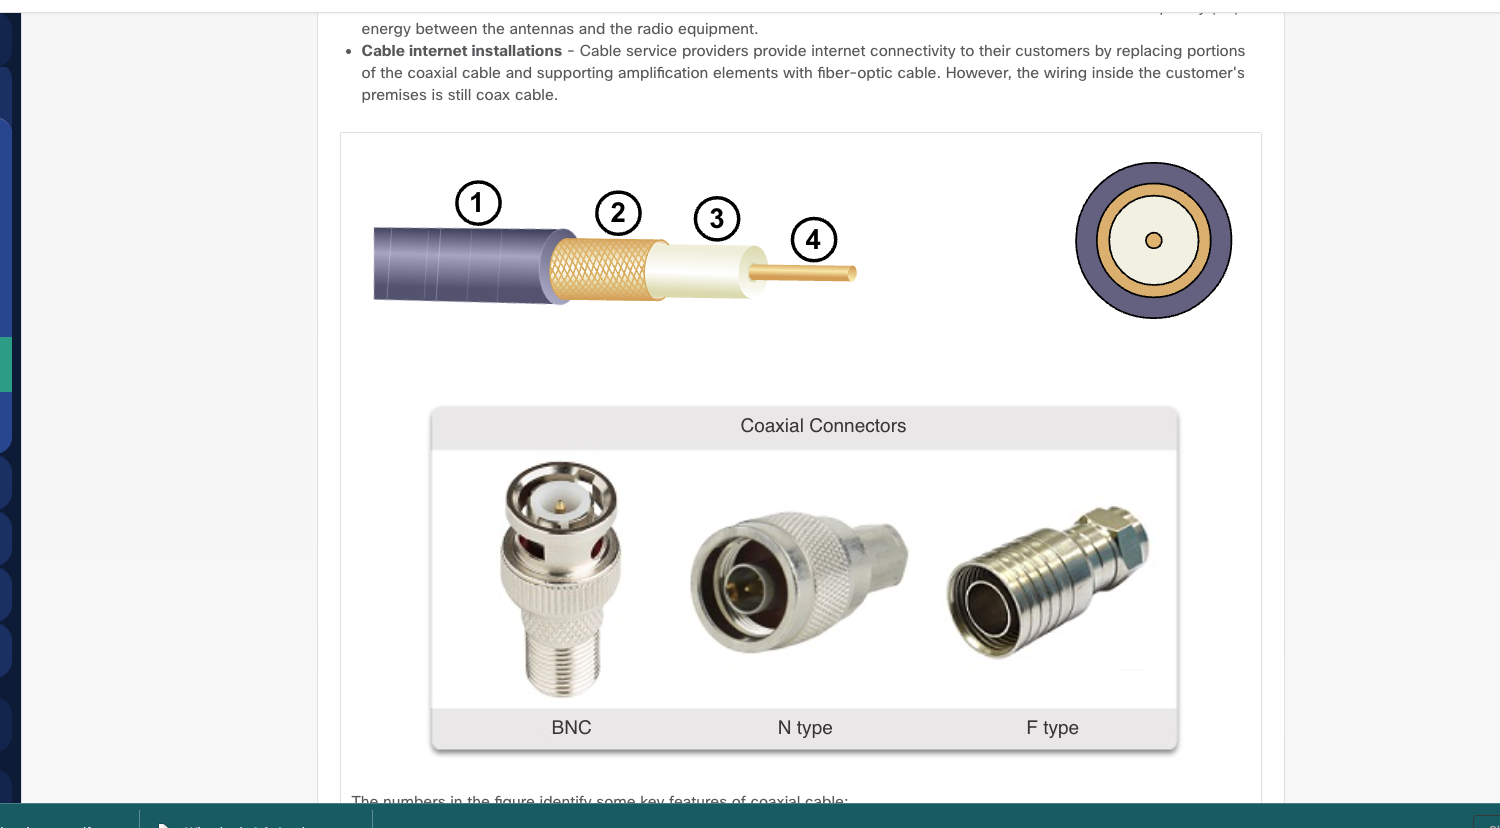 energy between the antennas and the radio equipment.
• Cable internet installations - Cable service providers provide internet connectivity to their customers by replacing portions
of the coaxial cable and supporting amplification elements with fiber-optic cable. However, the wiring inside the customer's
premises is still coax cable.
1
2
3
4
Coaxial Connectors
BNC N type F type
The numbers in the figure identify some key features of coaxial cable: